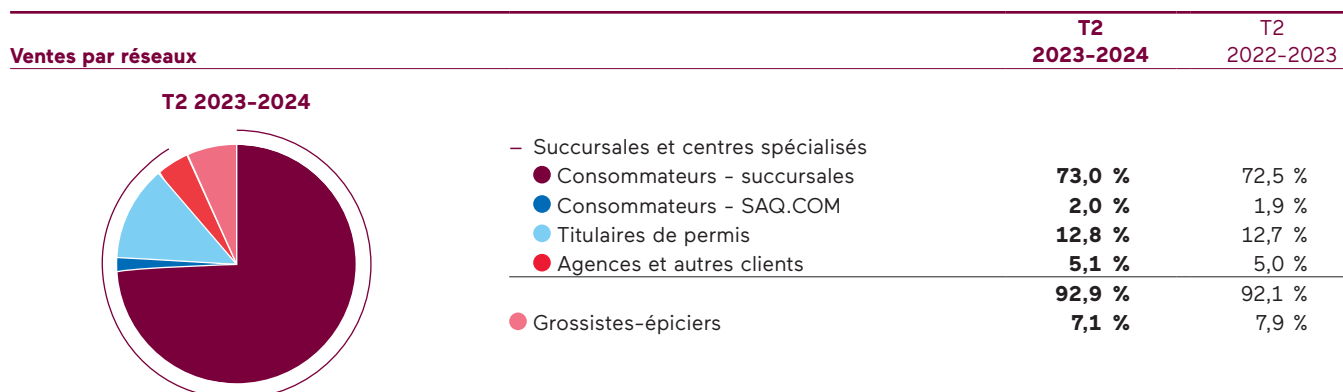 T2 T2
Ventes par réseaux 2023-2024 2022-2023
T2 2023-2024
– Succursales et centres spécialisés
Consommateurs - succursales 73,0 % 72,5 %
Consommateurs - SAQ.COM 2,0 % 1,9 %
Titulaires de permis 12,8 % 12,7 %
Agences et autres clients 5,1 % 5,0 %
92,9 % 92,1 %
Grossistes-épiciers 7,1 % 7,9 %